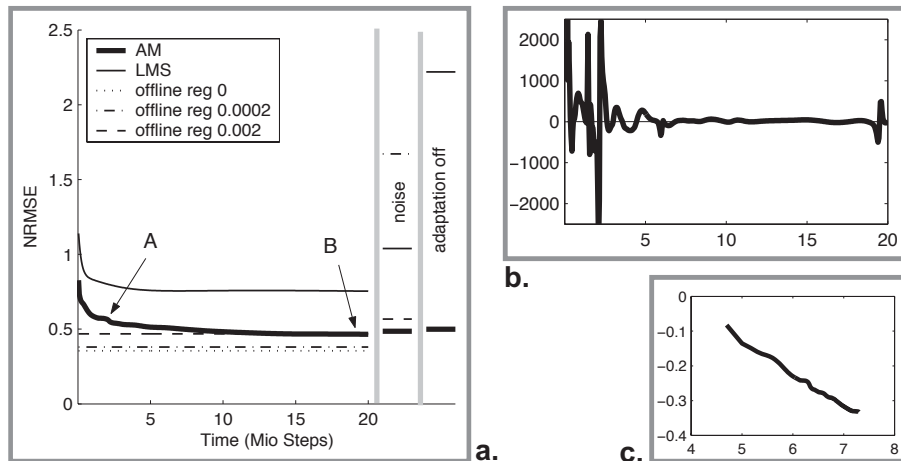 2.5
2
1.5
1
0.5
0
NRMSE
AM
LMS
offline reg 0
offline reg 0.0002
offline reg 0.002
A
B
noise
adaptation off
5
10
15
20
Time (Mio Steps)
a.
2000
1000
0
−1000
−2000
5
10
15
20
b.
0
−0.1
−0.2
−0.3
−0.4
4
5
6
7
8
c.